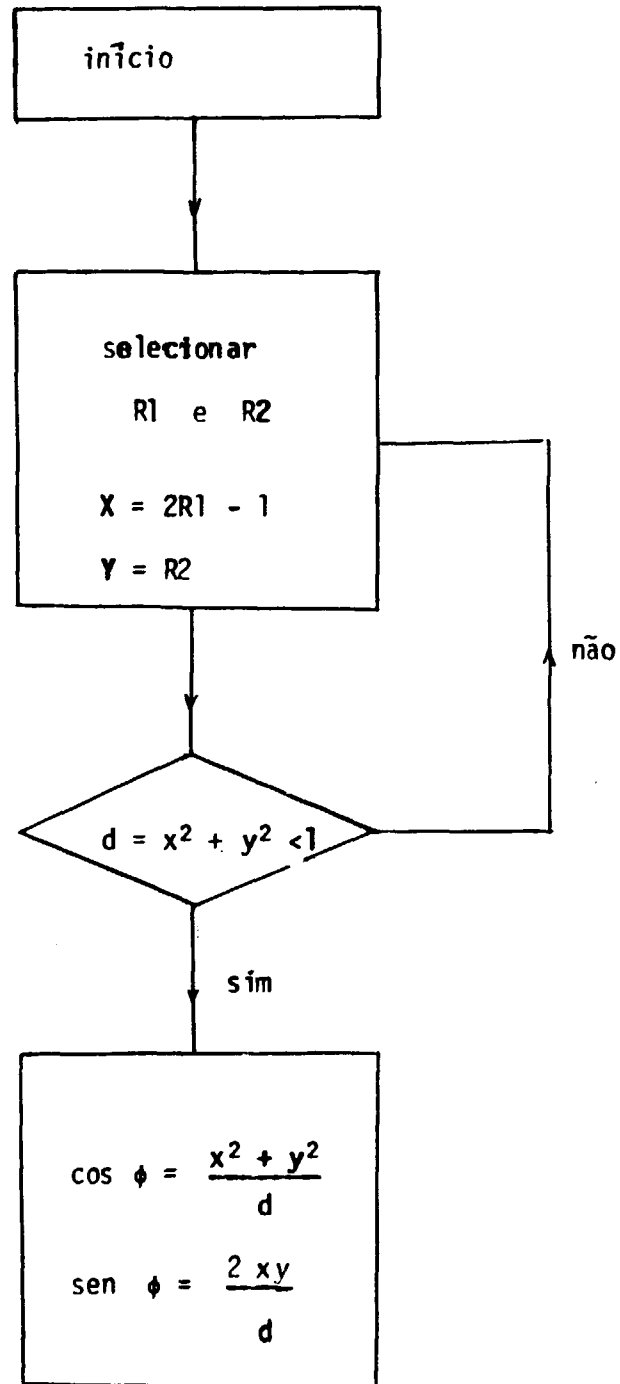 início
selecionar
R1 e R2
X = 2R1 - 1
Y = R2
não
d = x² + y² <1
sim
cos ϕ = x² + y² / d
sen ϕ = 2 xy / d